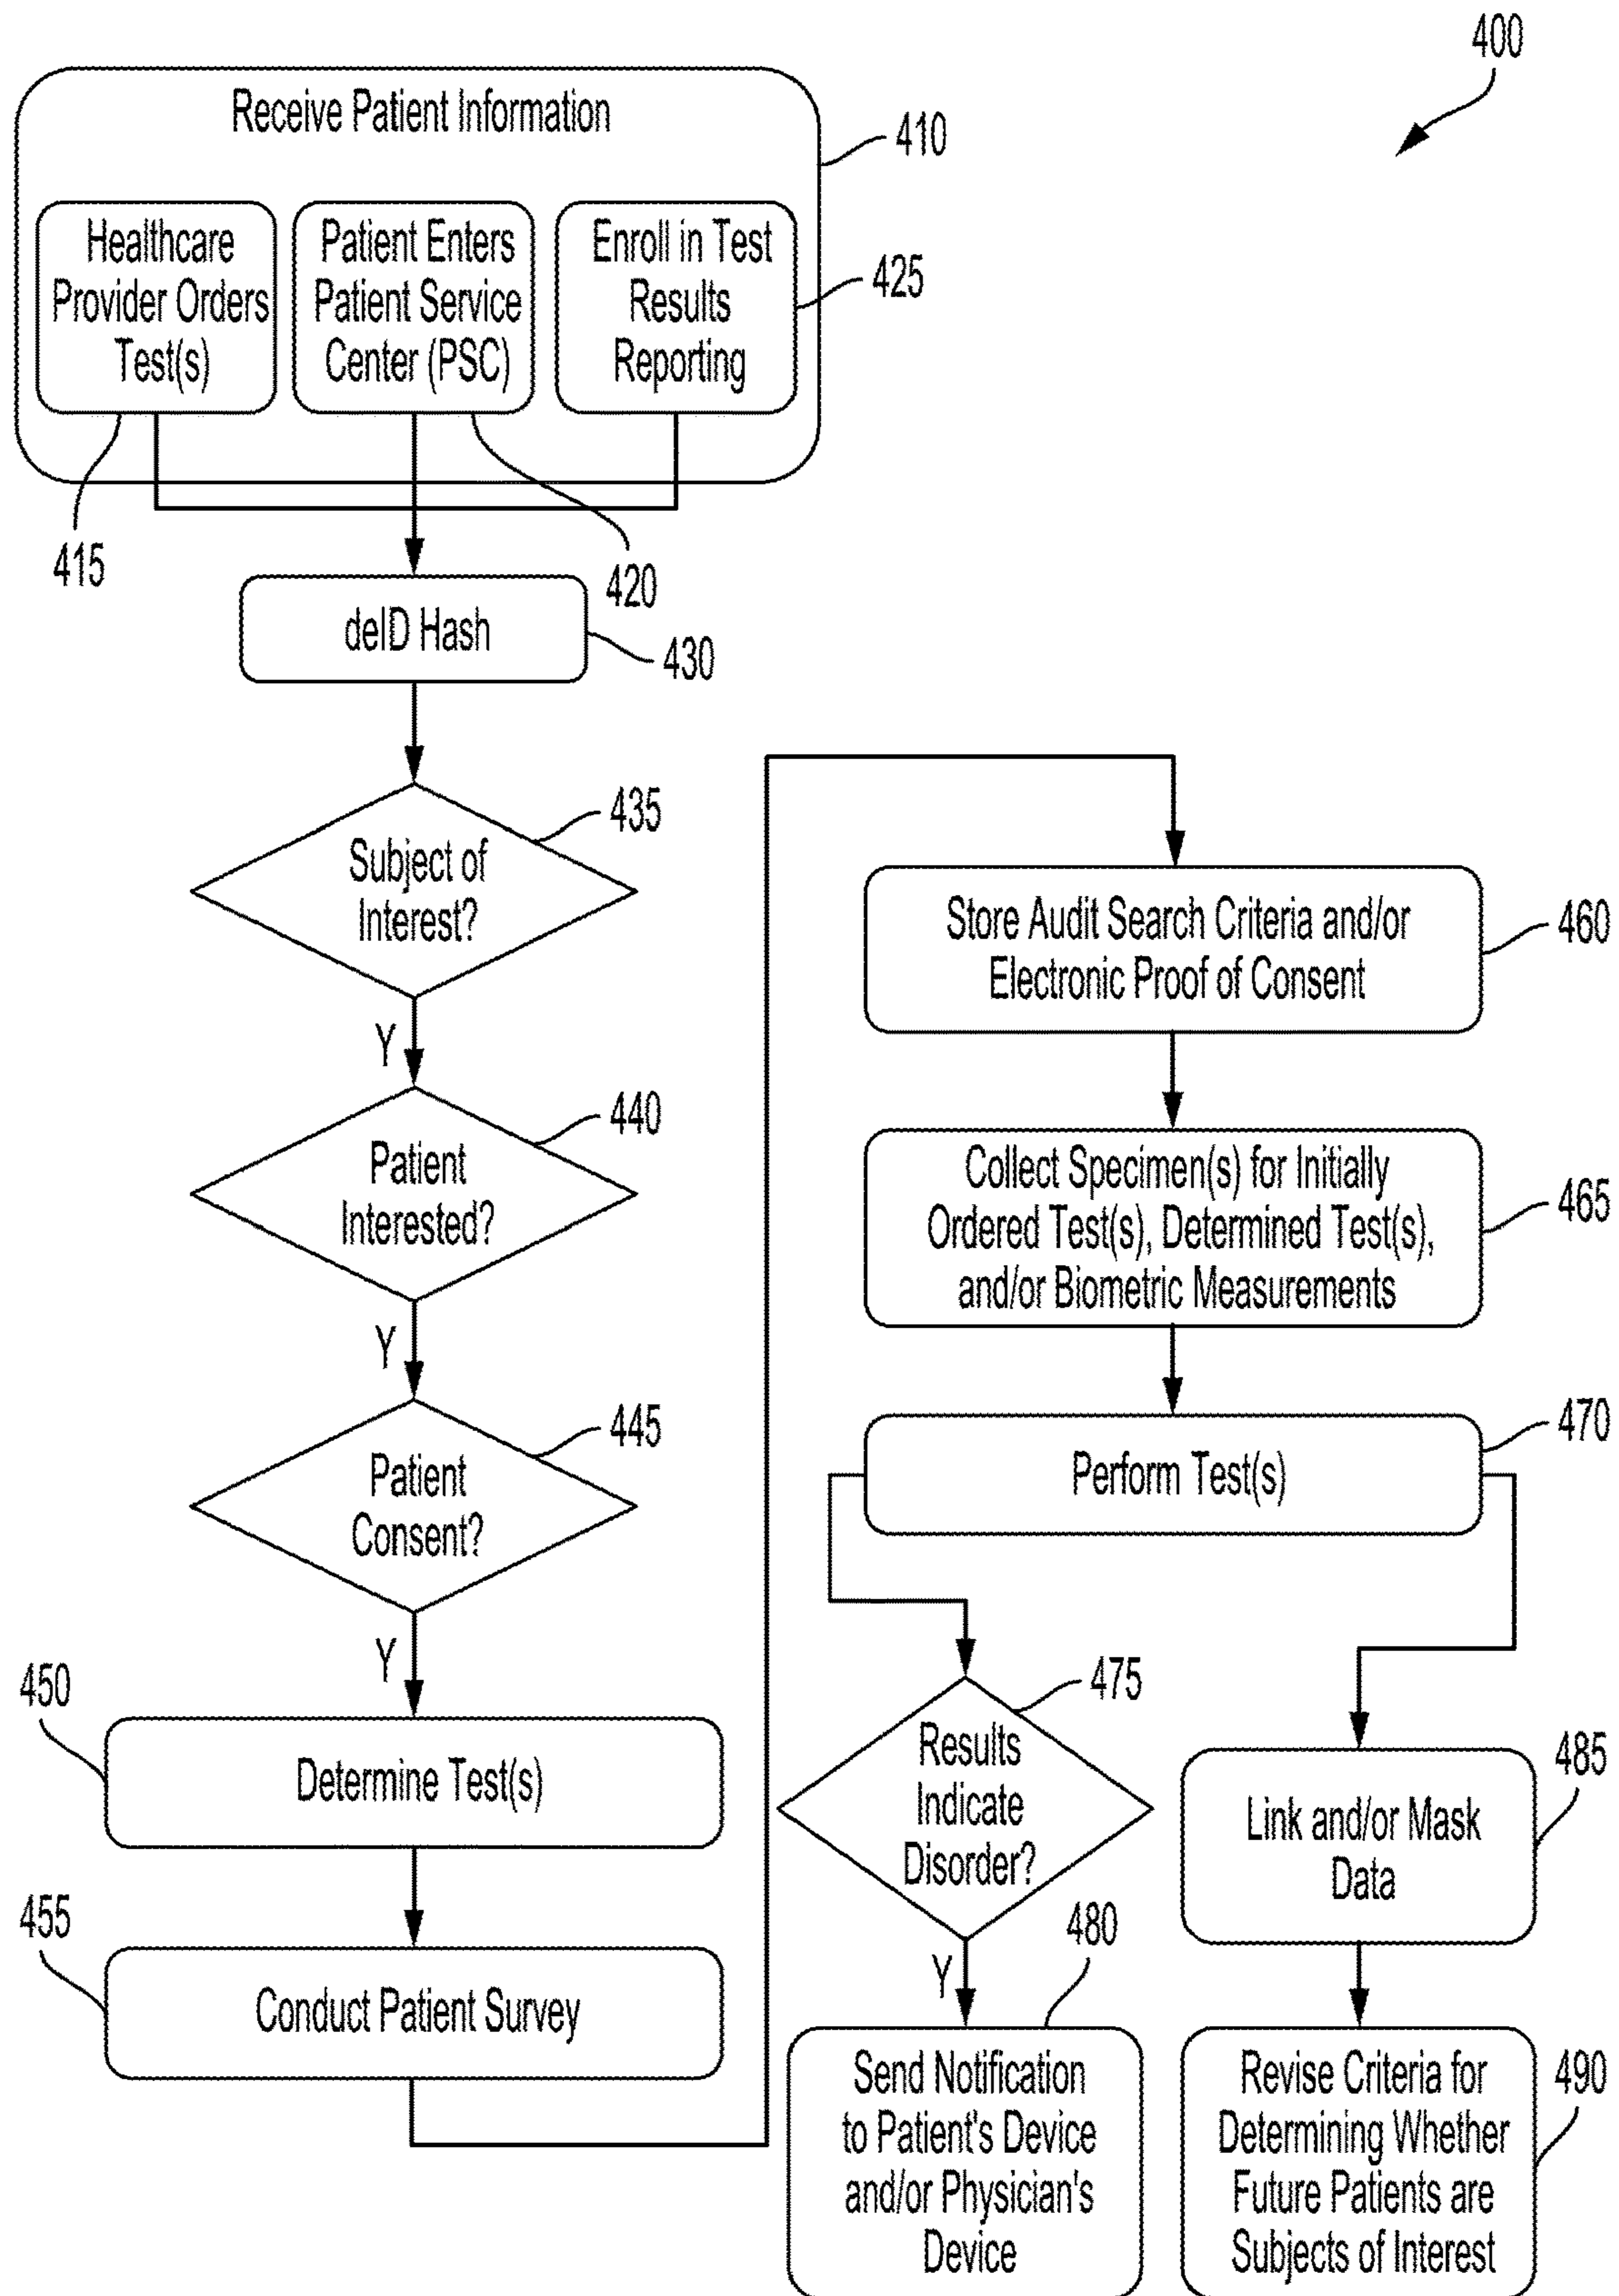 400
Receive Patient Information
410
Healthcare
Provider Orders
Test(s)
Patient Enters
Patient Service
Center (PSC)
Enroll in Test
Results
Reporting
425
415
420
deID Hash
430
Subject of
Interest?
435
Y
Patient
Interested?
440
Y
Patient
Consent?
445
Y
450
Determine Test(s)
455
Conduct Patient Survey
Store Audit Search Criteria and/or
Electronic Proof of Consent
460
Collect Specimen(s) for Initially
Ordered Test(s), Determined Test(s),
and/or Biometric Measurements
465
Perform Test(s)
470
Results
Indicate
Disorder?
475
Y
480
Send Notification
to Patient's Device
and/or Physician's
Device
Link and/or Mask
Data
485
Revise Criteria for
Determining Whether
Future Patients are
Subjects of Interest
490